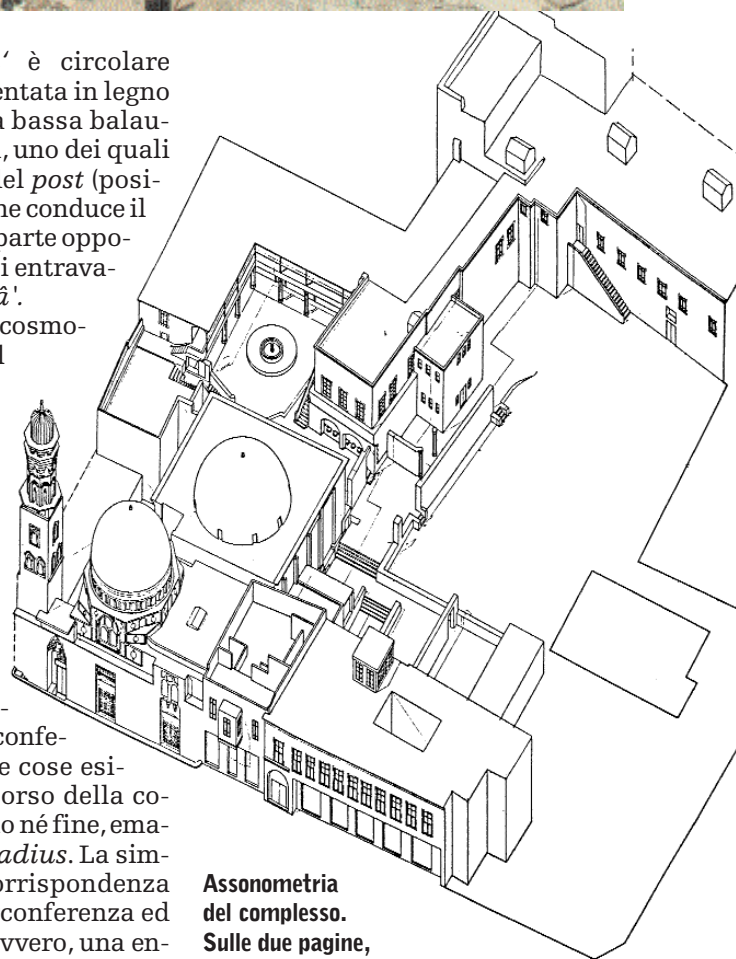 ‘ è circolare
entata in legno
a bassa balau-
, uno dei quali
el post (posi-
he conduce il
parte oppo-
i entrava-
â'.
cosmo-
-
confe-
e cose esi-
orso della co-
o né fine, ema-
adius. La sim-
orrispondenza
conferenza ed
vvero, una en-
Assonometria
del complesso.
Sulle due pagine,